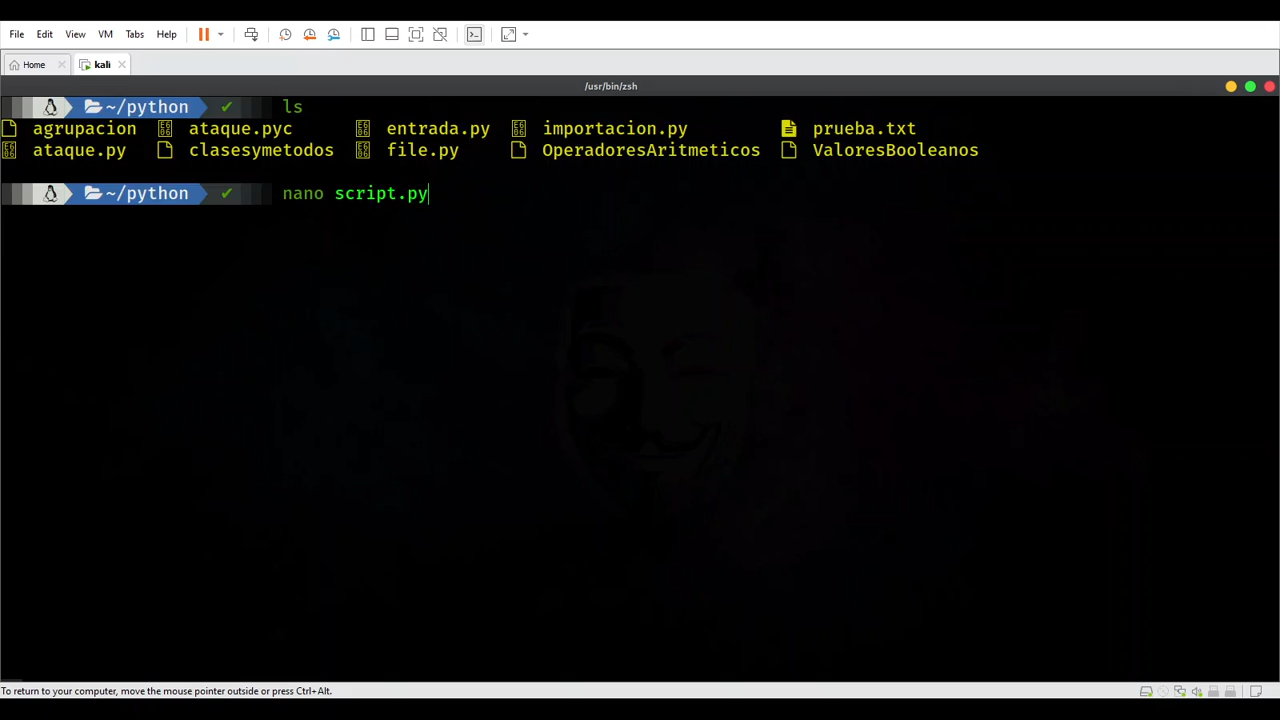 File Edit View VM Tabs Help
Home kali
/usr/bin/zsh
~/python ✔ ls
agrupacion ataque.pyc entrada.py importacion.py prueba.txt
ataque.py clasesymetodos file.py OperadoresAritmeticos ValoresBooleanos
~/python ✔ nano script.py
To return to your computer, move the mouse pointer outside or press Ctrl+Alt.